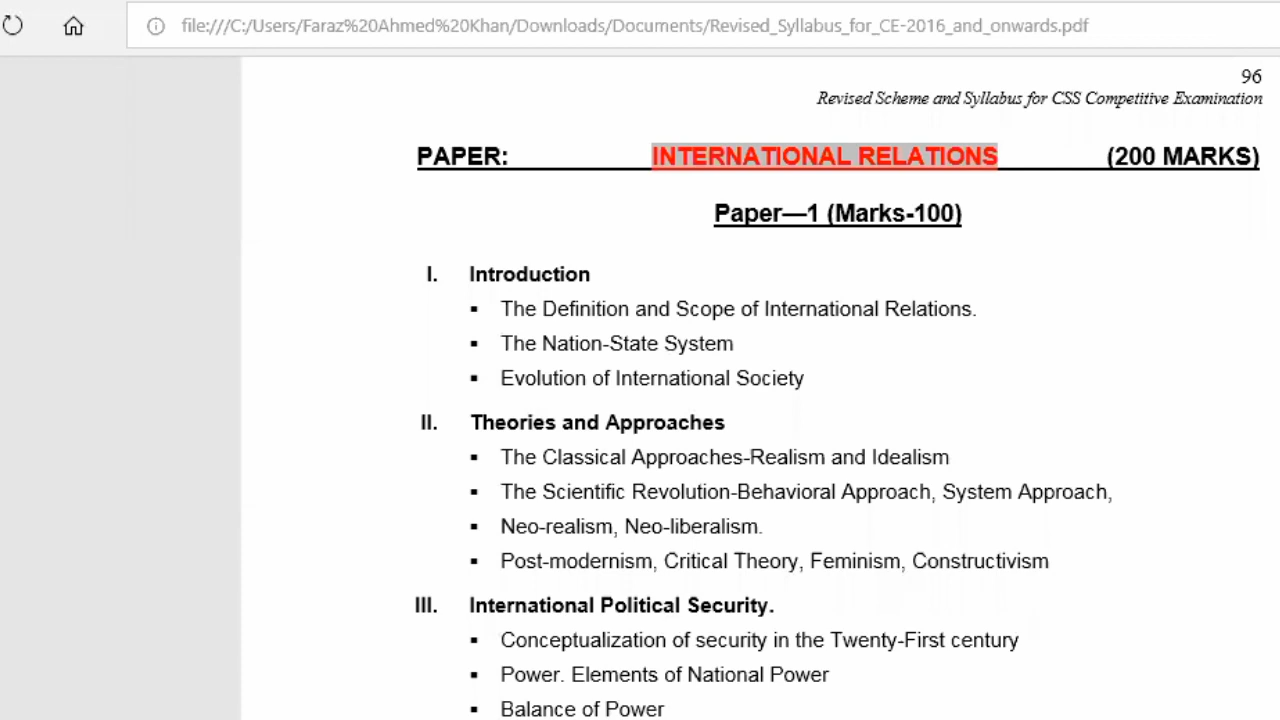 file:///C:/Users/Faraz%20Ahmed%20Khan/Downloads/Documents/Revised_Syllabus_for_CE-2016_and_onwards.pdf
96
Revised Scheme and Syllabus for CSS Competitive Examination
PAPER: INTERNATIONAL RELATIONS (200 MARKS)
Paper—1 (Marks-100)
I. Introduction
▪ The Definition and Scope of International Relations.
▪ The Nation-State System
▪ Evolution of International Society
II. Theories and Approaches
▪ The Classical Approaches-Realism and Idealism
▪ The Scientific Revolution-Behavioral Approach, System Approach,
▪ Neo-realism, Neo-liberalism.
▪ Post-modernism, Critical Theory, Feminism, Constructivism
III. International Political Security.
▪ Conceptualization of security in the Twenty-First century
▪ Power. Elements of National Power
▪ Balance of Power